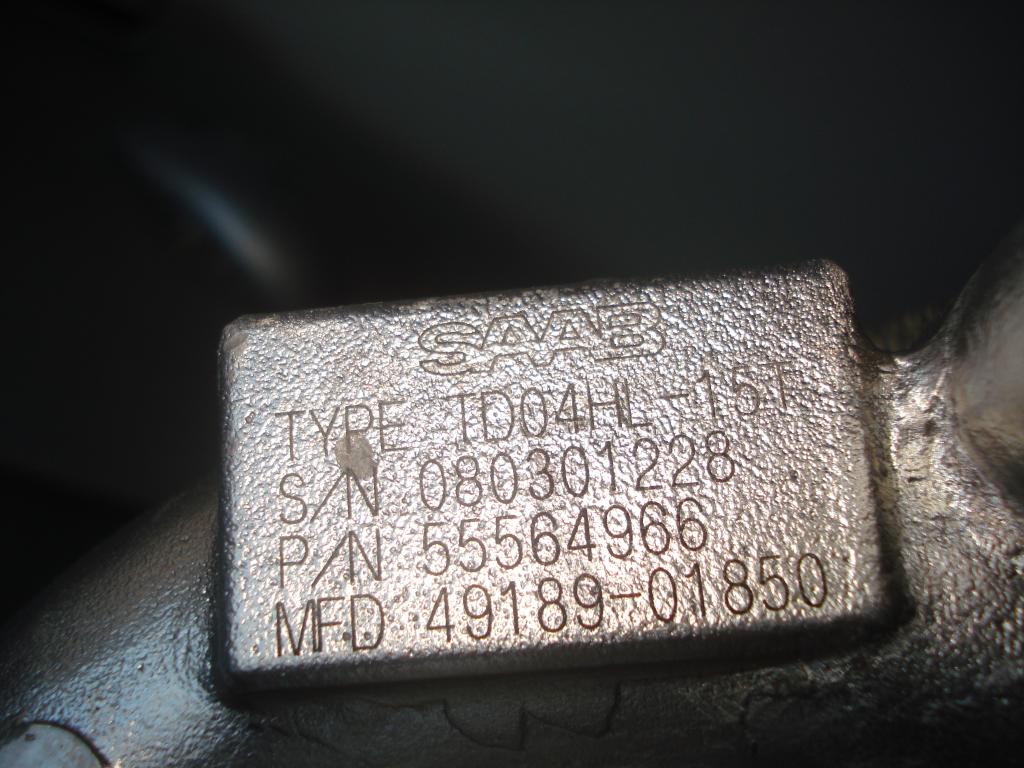 SAAB
TYPE TD04HL-15T
S/N 080301228
P/N 55564966
MFD 49189-01850